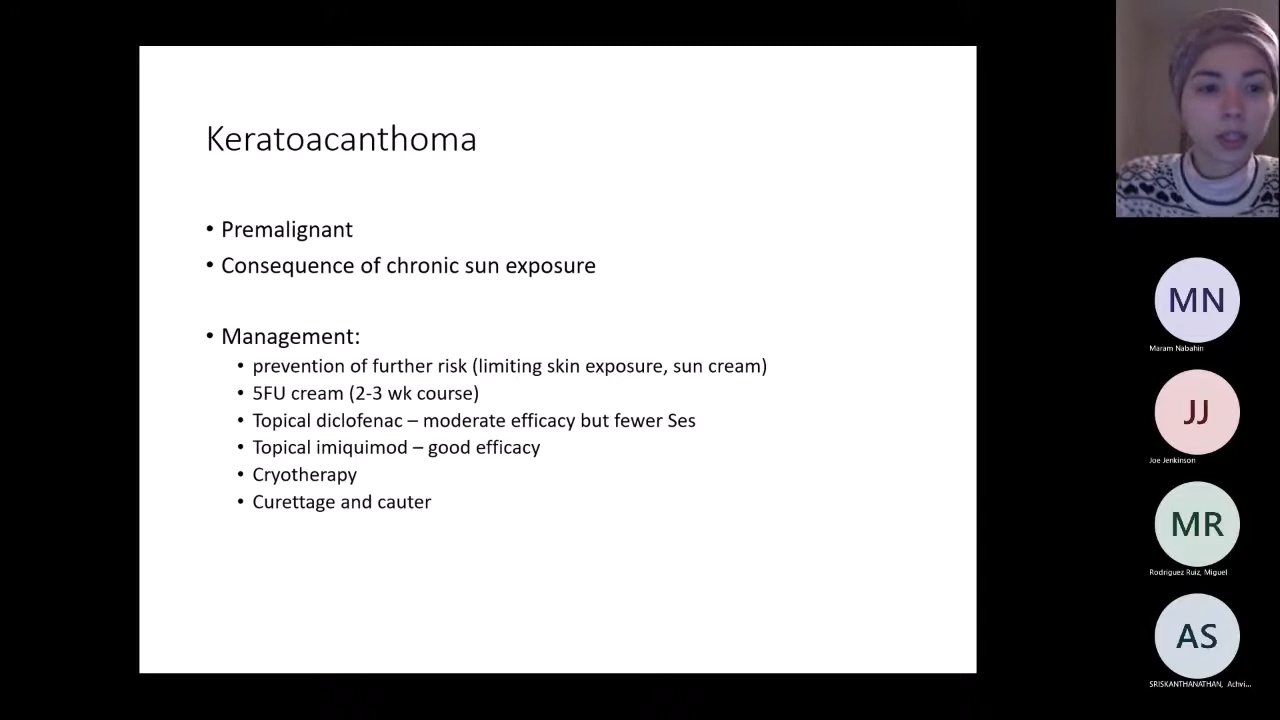 Keratoacanthoma
• Premalignant
• Consequence of chronic sun exposure
• Management:
• prevention of further risk (limiting skin exposure, sun cream)
• 5FU cream (2-3 wk course)
• Topical diclofenac – moderate efficacy but fewer Ses
• Topical imiquimod – good efficacy
• Cryotherapy
• Curettage and cauter
MN
Maram Nabahin
JJ
Joe Jenkinson
MR
Rodriguez Ruiz, Miguel
AS
SRISKANTHANATHAN, Achvi...